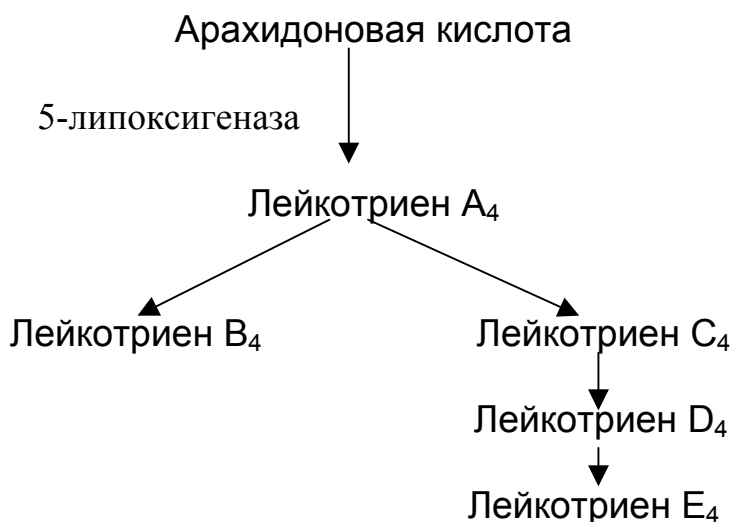 Арахидоновая кислота
5-липоксигеназа
Лейкотриен A₄
Лейкотриен B₄
Лейкотриен C₄
Лейкотриен D₄
Лейкотриен E₄